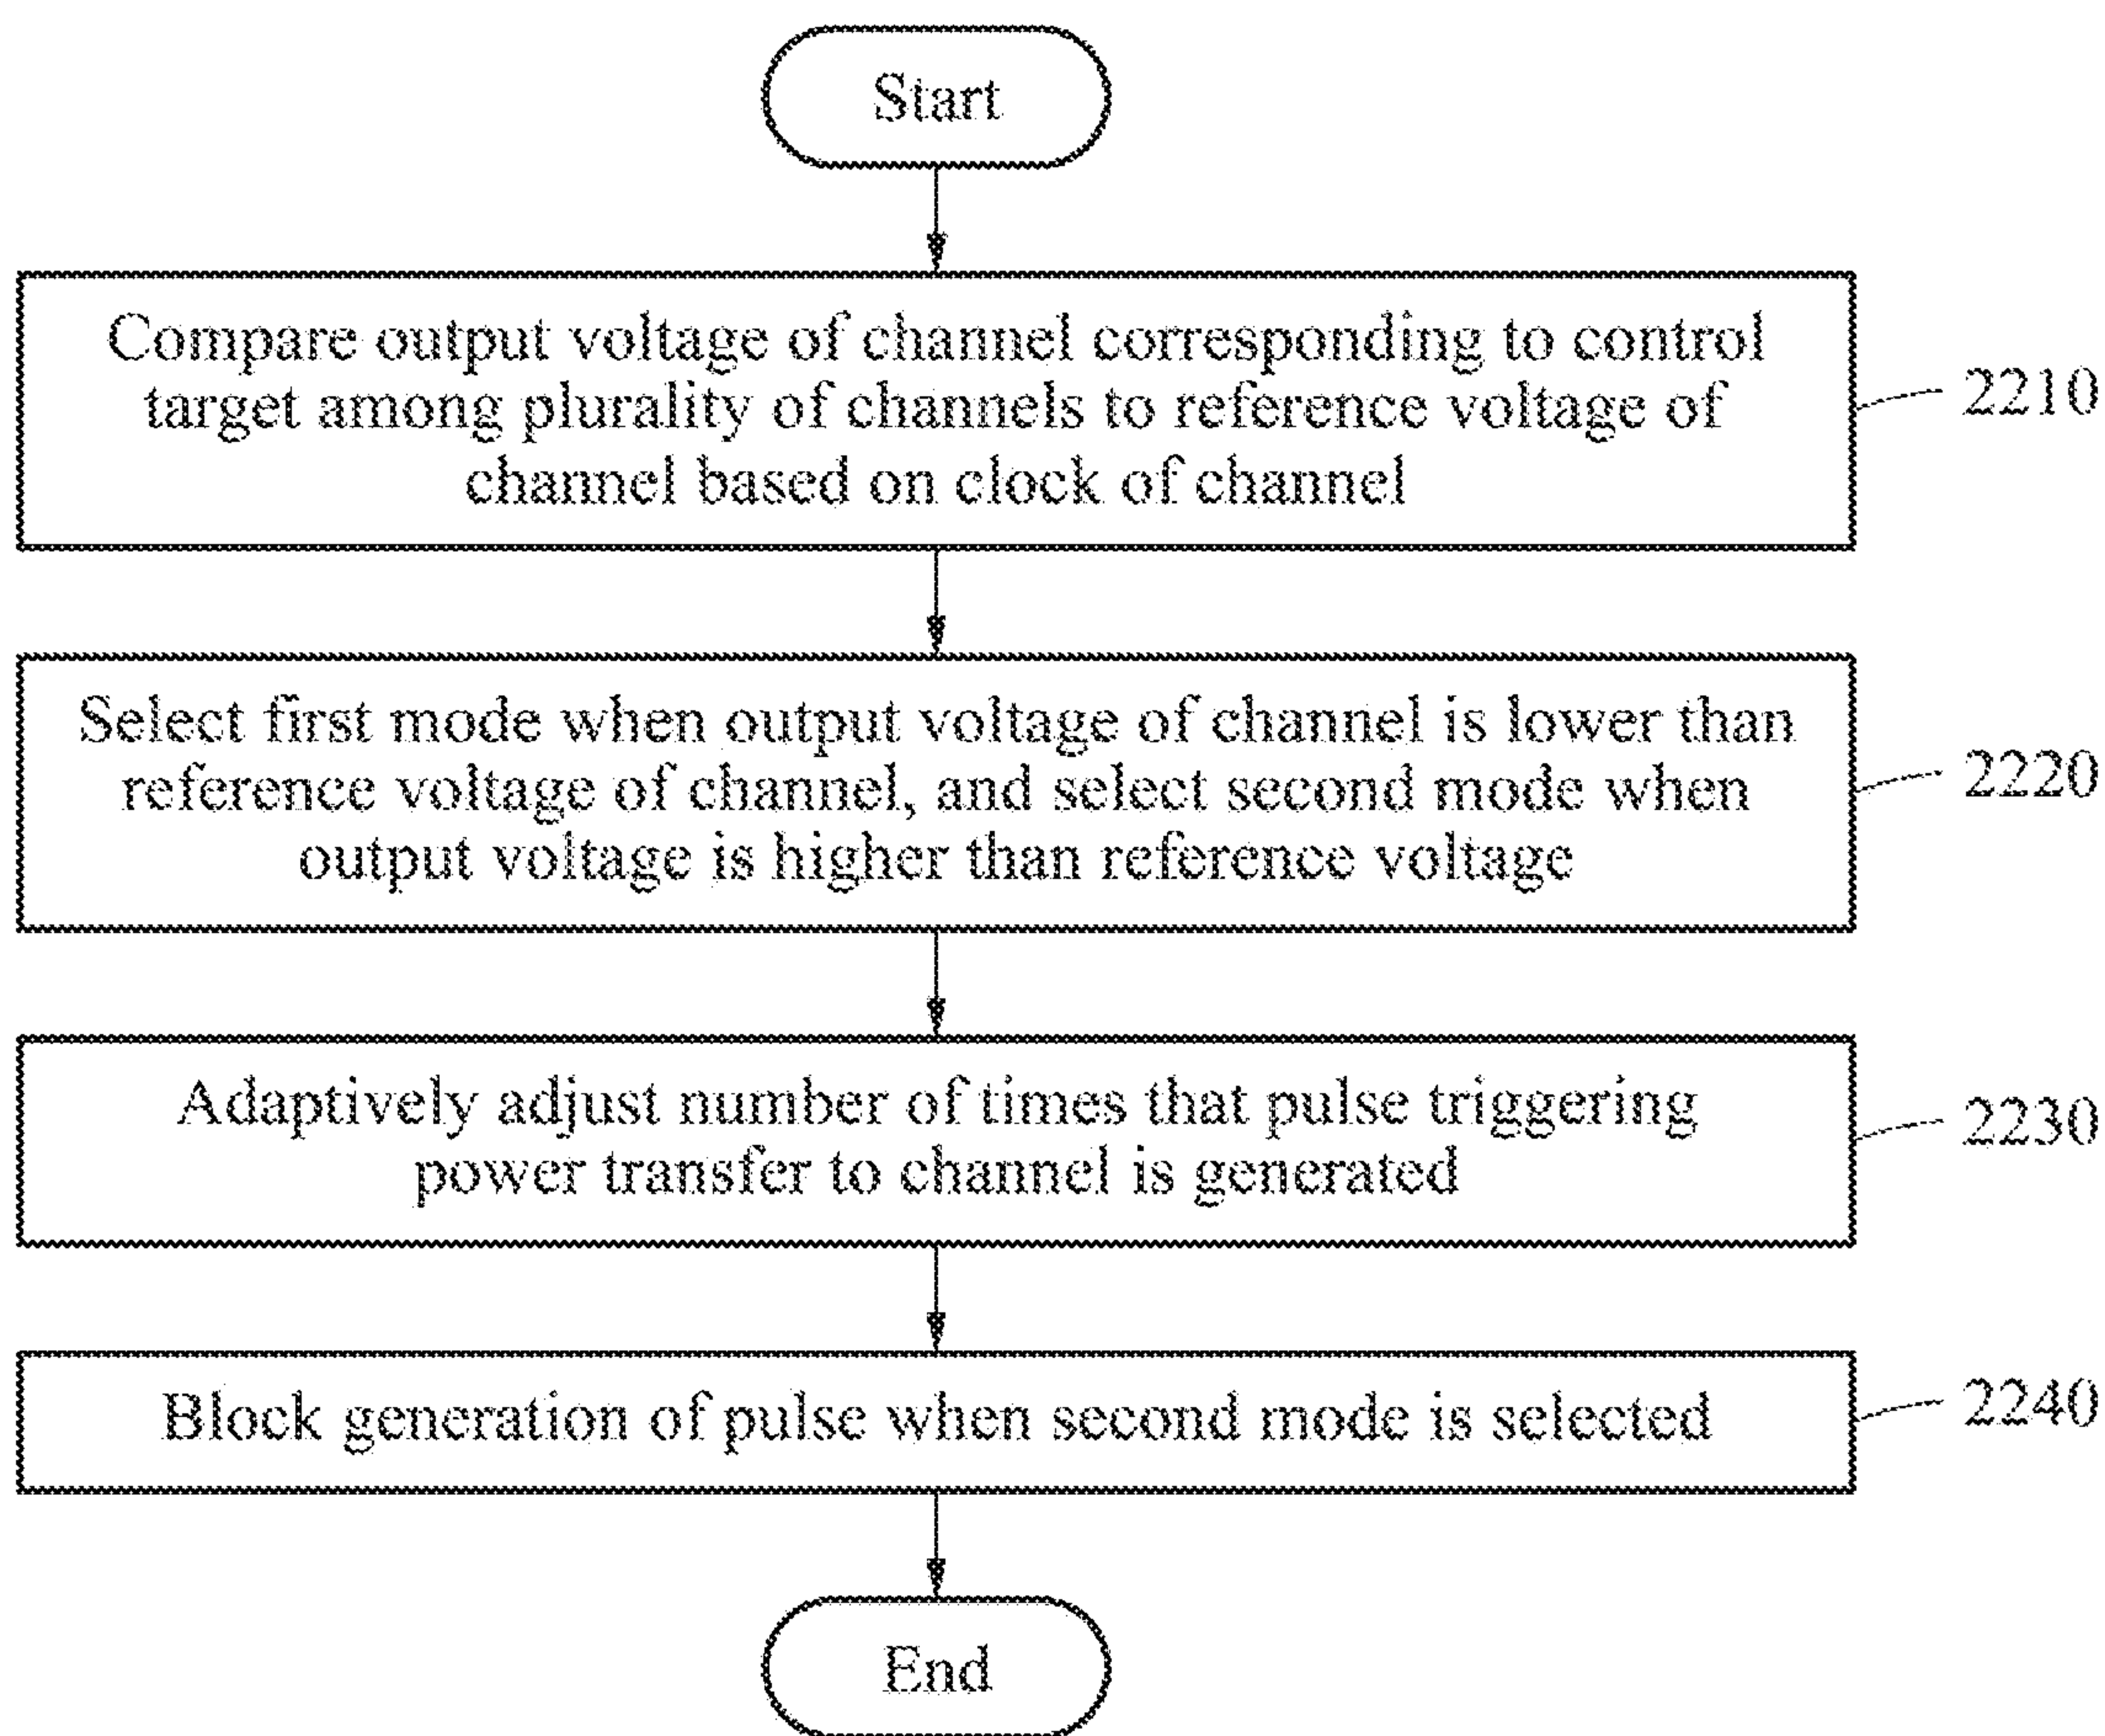 Start
Compare output voltage of channel corresponding to control
target among plurality of channels to reference voltage of
channel based on clock of channel
2210
Select first mode when output voltage of channel is lower than
reference voltage of channel, and select second mode when
output voltage is higher than reference voltage
2220
Adaptively adjust number of times that pulse triggering
power transfer to channel is generated
2230
Block generation of pulse when second mode is selected
2240
End